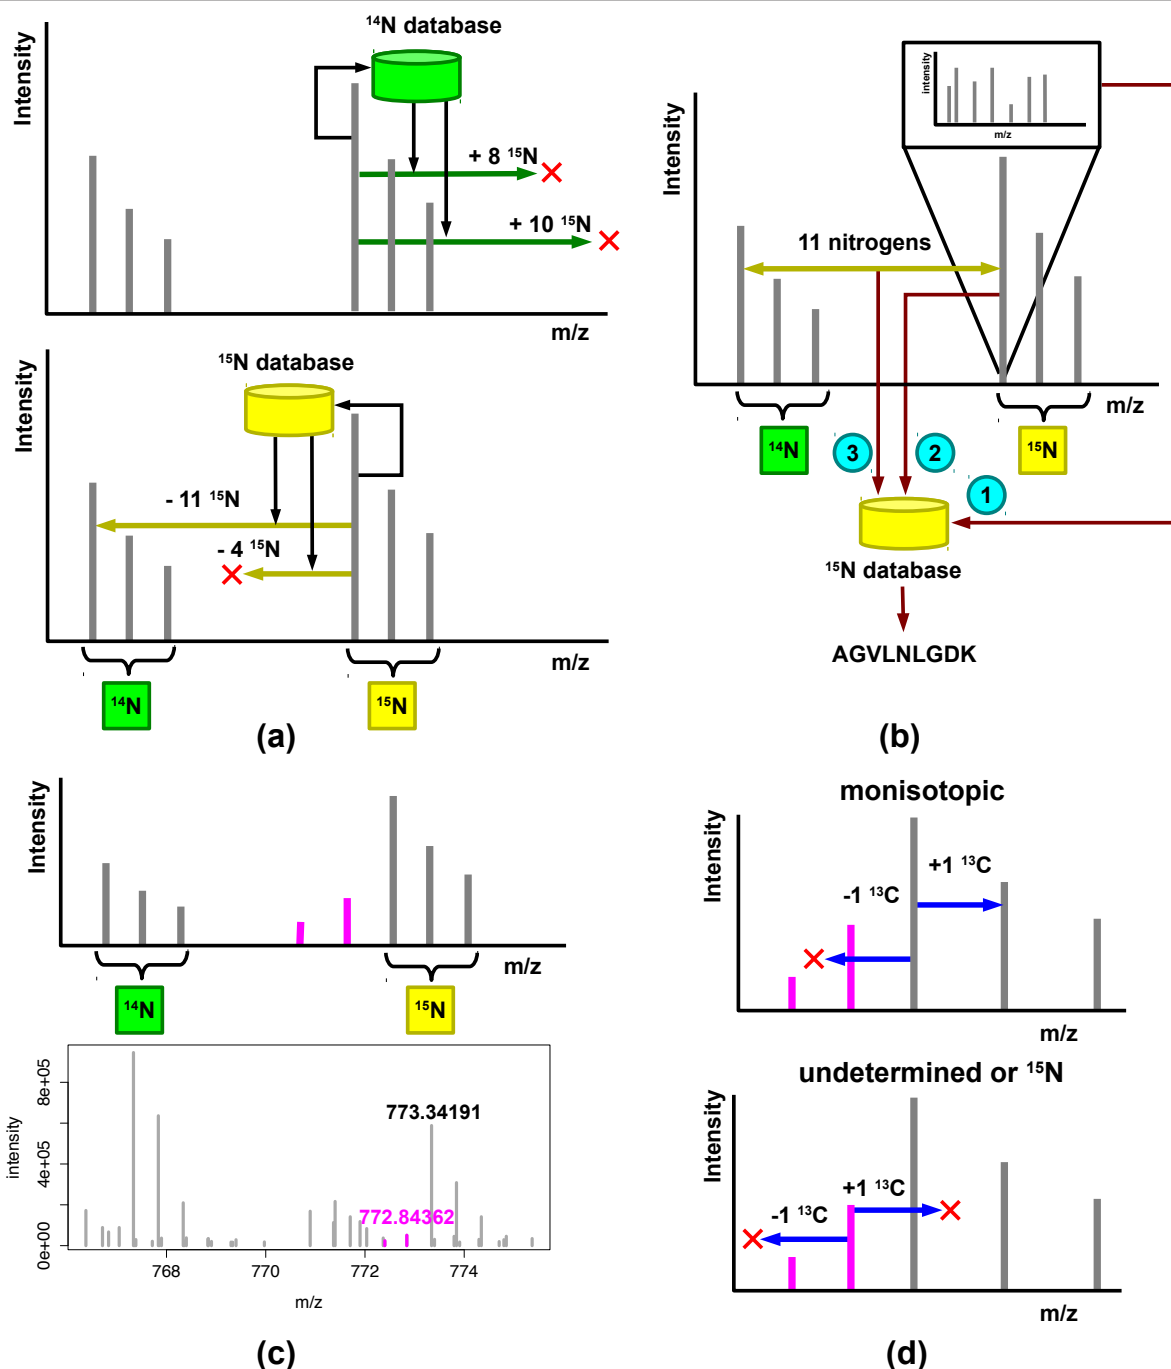 ¹⁴N database
Intensity
+ 8 ¹⁵N
+ 10 ¹⁵N
m/z
¹⁵N database
Intensity
- 11 ¹⁵N
- 4 ¹⁵N
m/z
¹⁴N
¹⁵N
(a)
intensity
m/z
Intensity
11 nitrogens
m/z
¹⁴N
3
2
¹⁵N
1
¹⁵N database
AGVLNLGDK
(b)
Intensity
m/z
¹⁴N
¹⁵N
773.34191
772.84362
intensity
8e+05
4e+05
0e+00
768
770
772
774
m/z
(c)
monisotopic
Intensity
+1 ¹³C
-1 ¹³C
m/z
undetermined or ¹⁵N
Intensity
+1 ¹³C
-1 ¹³C
m/z
(d)